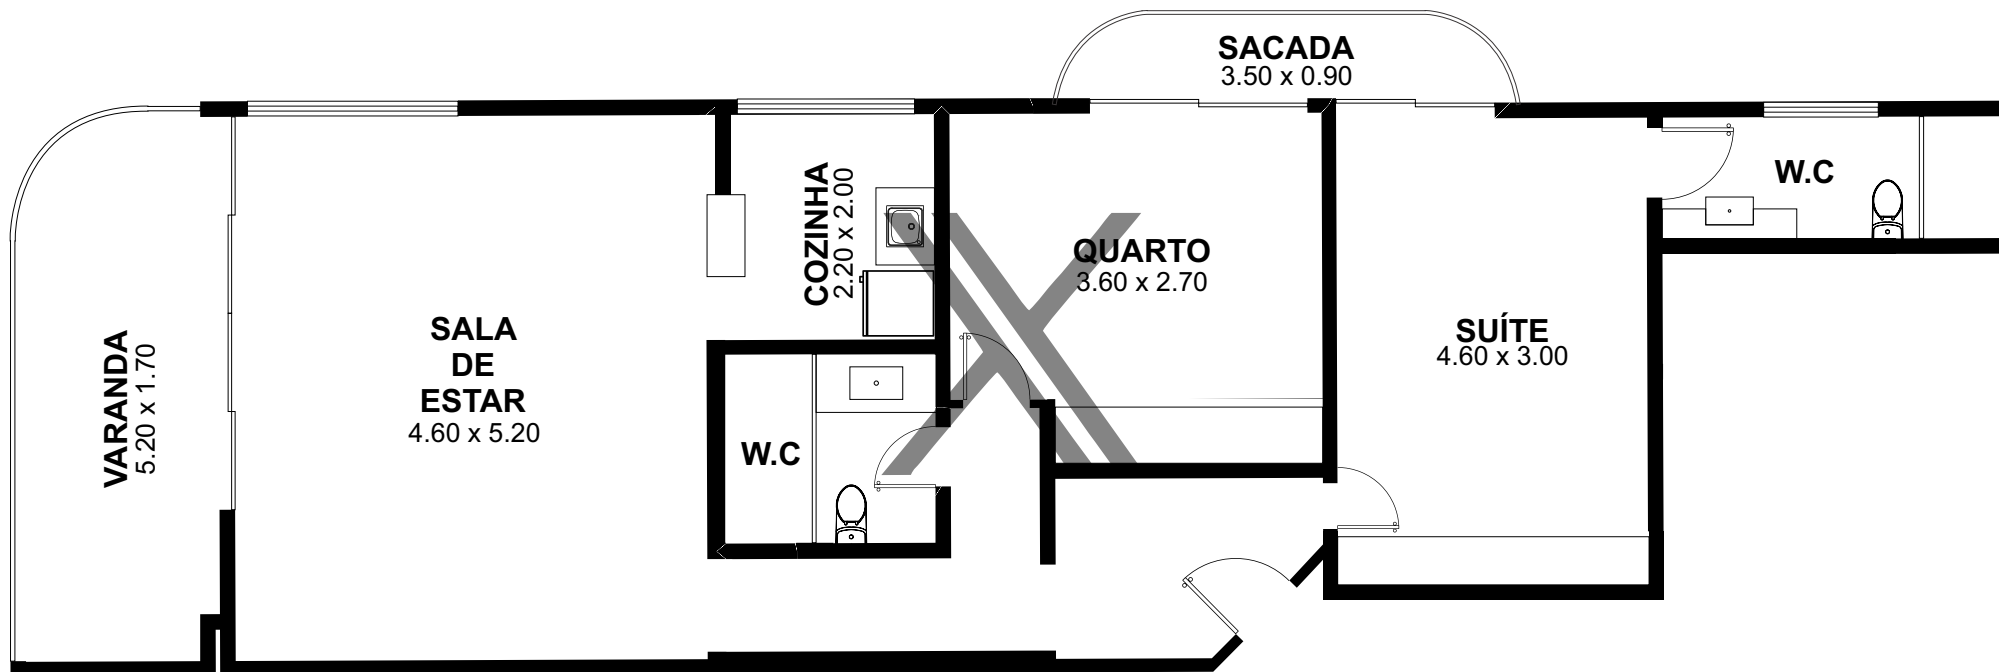 SACADA
3.50 x 0.90
W.C
COZINHA
2.20 x 2.00
QUARTO
3.60 x 2.70
SUÍTE
4.60 x 3.00
SALA
DE
ESTAR
4.60 x 5.20
VARANDA
5.20 x 1.70
W.C